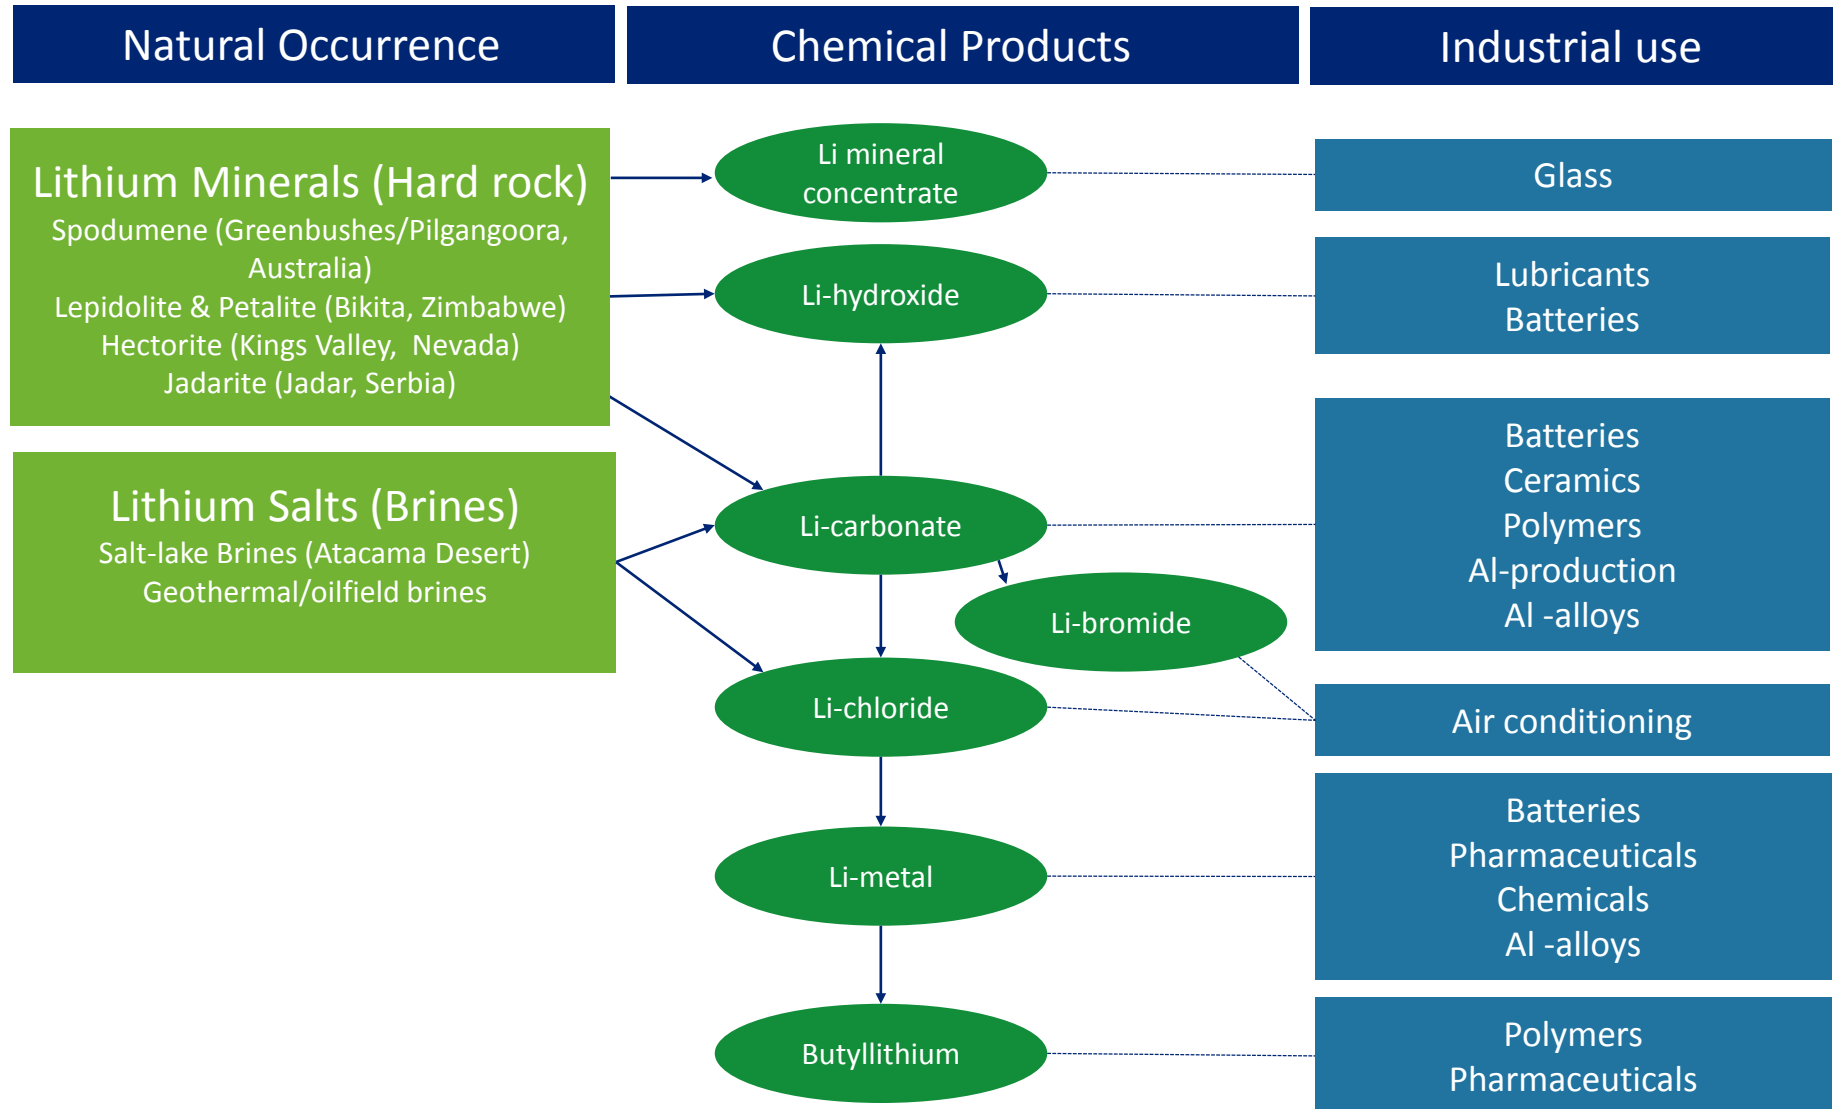 Natural Occurrence
Chemical Products
Industrial use
Lithium Minerals (Hard rock)
Spodumene (Greenbushes/Pilgangoora,
Australia)
Lepidolite & Petalite (Bikita, Zimbabwe)
Hectorite (Kings Valley, Nevada)
Jadarite (Jadar, Serbia)
Lithium Salts (Brines)
Salt-lake Brines (Atacama Desert)
Geothermal/oilfield brines
Li mineral
concentrate
Li-hydroxide
Li-carbonate
Li-bromide
Li-chloride
Li-metal
Butyllithium
Glass
Lubricants
Batteries
Batteries
Ceramics
Polymers
Al-production
Al -alloys
Air conditioning
Batteries
Pharmaceuticals
Chemicals
Al -alloys
Polymers
Pharmaceuticals